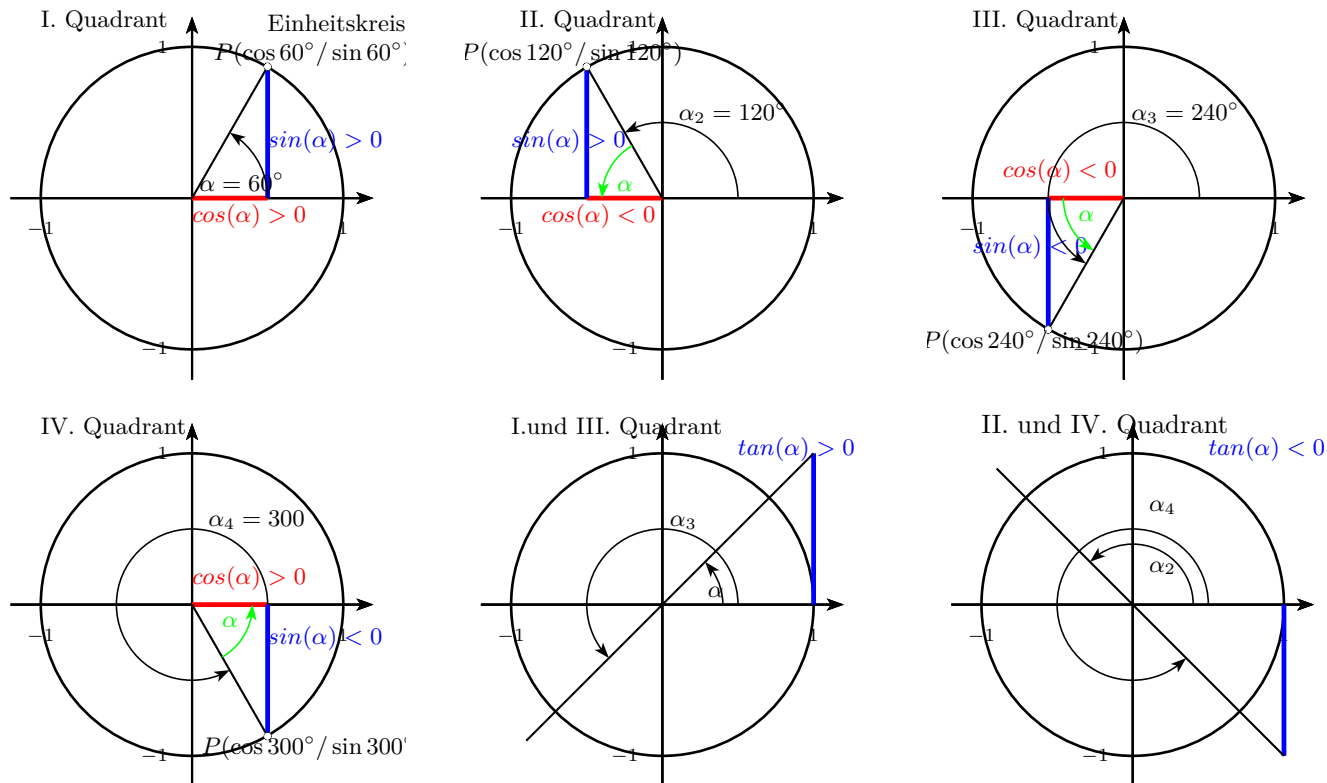 I. Quadrant
Einheitskreis
1
P(cos 60°/ sin 60°)
sin(α) > 0
α = 60°
cos(α) > 0
−1
1
−1
II. Quadrant
1
P(cos 120°/ sin 120°)
α₂ = 120°
sin(α) > 0
α
cos(α) < 0
−1
1
−1
III. Quadrant
1
α₃ = 240°
cos(α) < 0
α
sin(α) < 0
−1
1
P(cos 240°/ sin 240°)
−1
IV. Quadrant
1
α₄ = 300
cos(α) > 0
α
sin(α) < 0
−1
1
P(cos 300°/ sin 300°
−1
I.und III. Quadrant
tan(α) > 0
1
α₃
α
−1
1
−1
II. und IV. Quadrant
tan(α) < 0
1
α₄
α₂
−1
1
−1